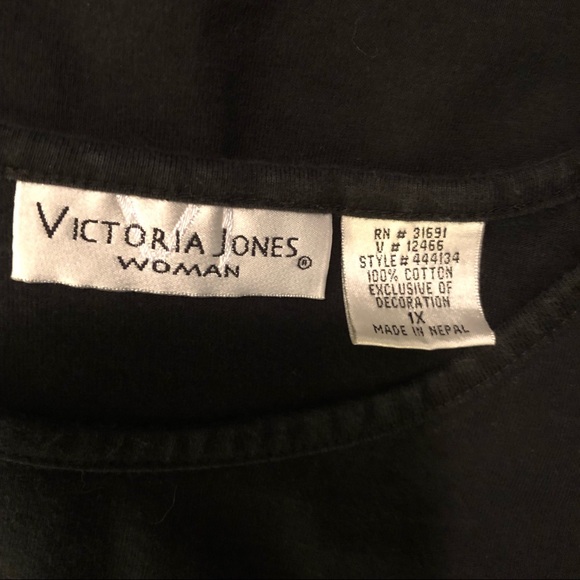 VICTORIA JONES
WOMAN ®
RN # 31691
V # 12466
STYLE # 444134
100% COTTON
EXCLUSIVE OF
DECORATION
1X
MADE IN NEPAL